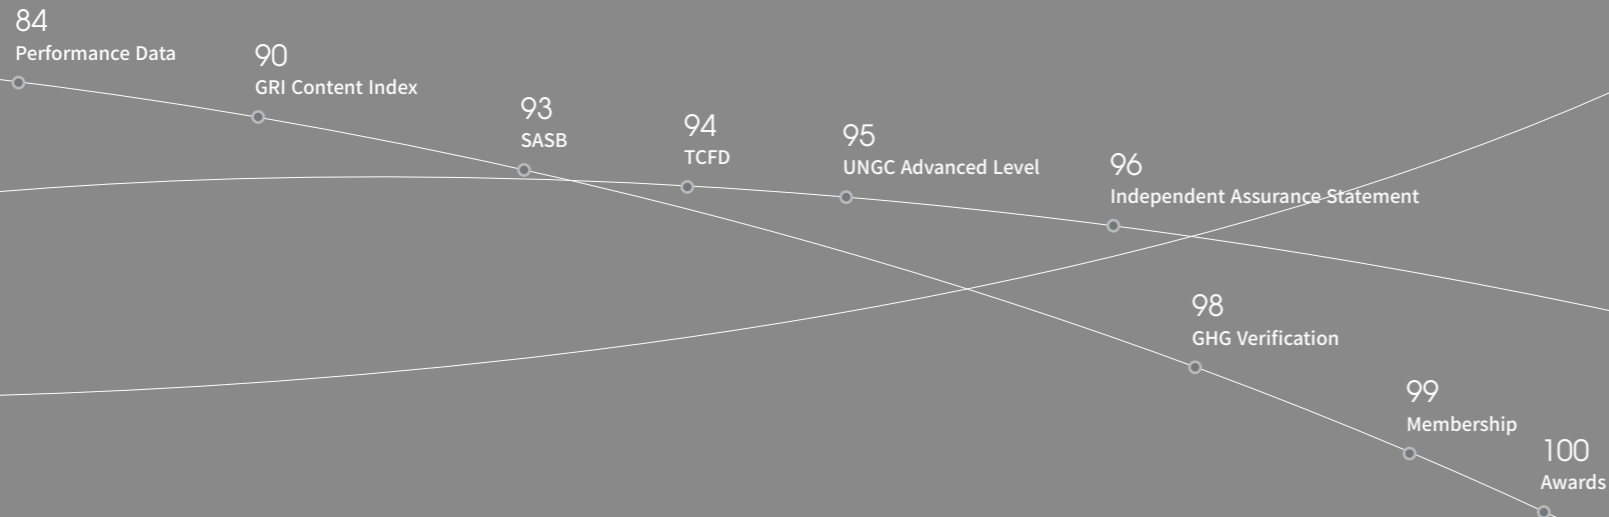 84
Performance Data
90
GRI Content Index
93
SASB
94
TCFD
95
UNGC Advanced Level
96
Independent Assurance Statement
98
GHG Verification
99
Membership
100
Awards